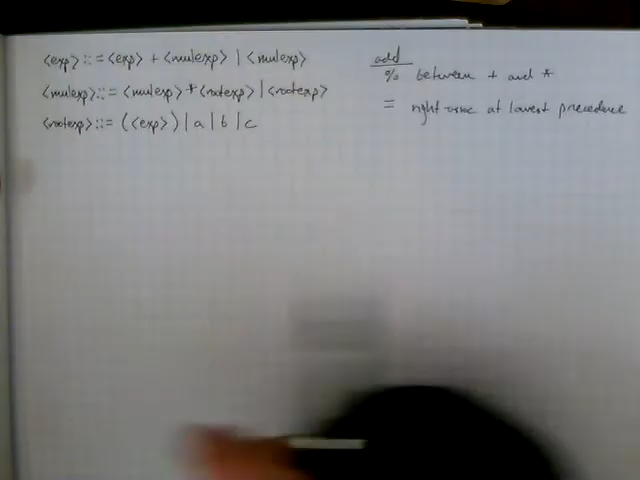 <exp> ::= <exp> + <mulexp> | <mulexp>
<mulexp> ::= <mulexp> * <rootexp> | <rootexp>
<rootexp> ::= (<exp>) | a | b | c
add
% between + and *
= right assoc at lowest precedence